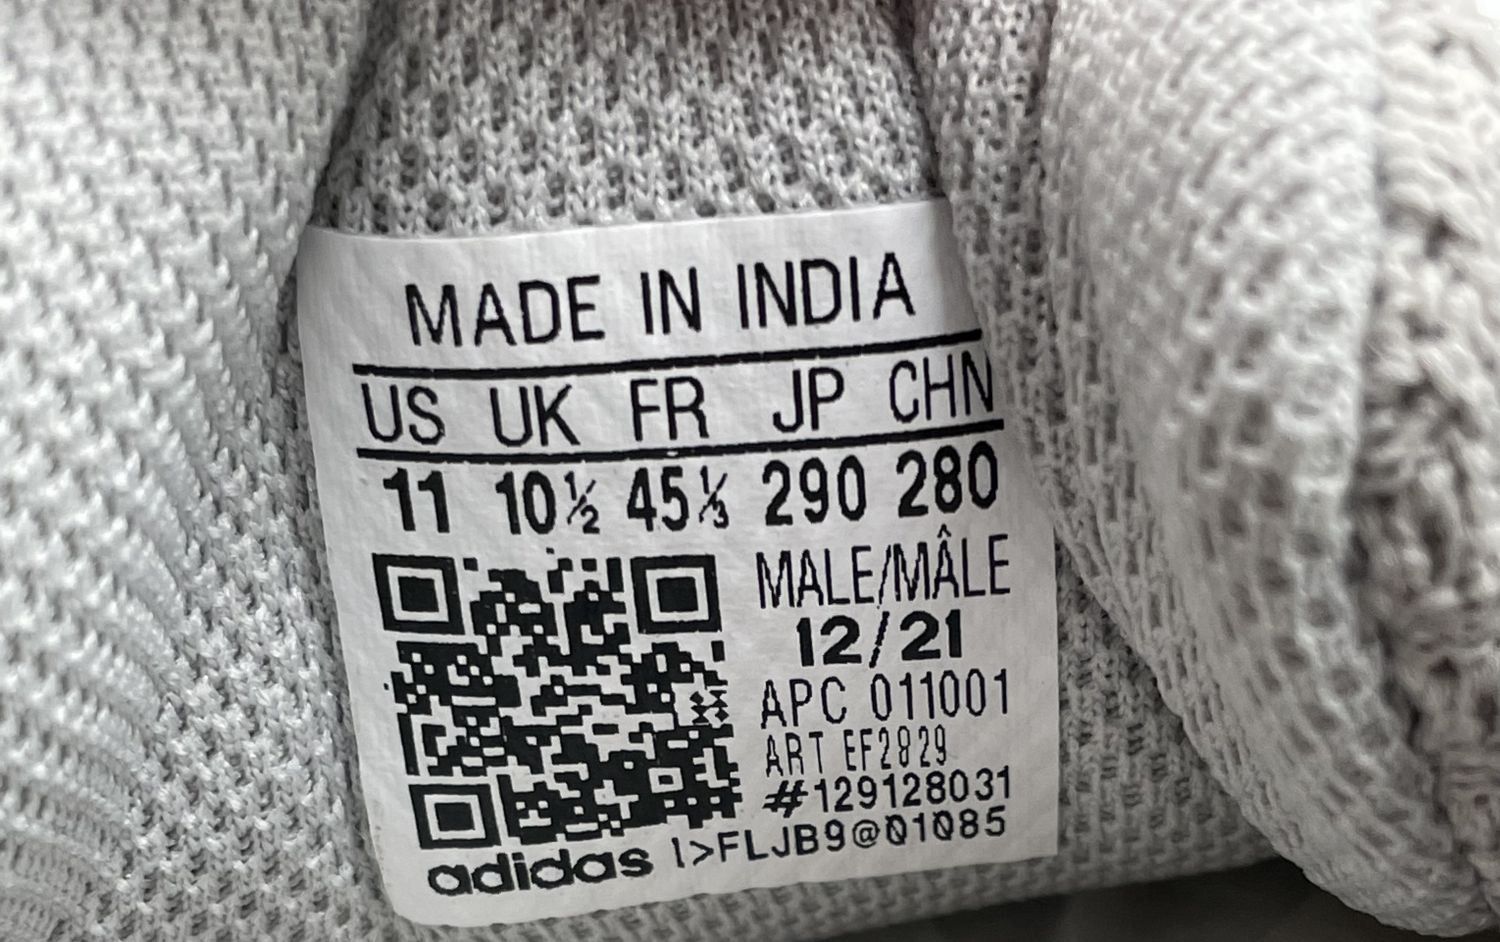 MADE IN INDIA
US UK FR JP CHN
11 10½ 45⅓ 290 280
MALE/MÂLE
12/21
APC 011001
ART EF2829
#129128031
adidas 1>FLJB9@01085